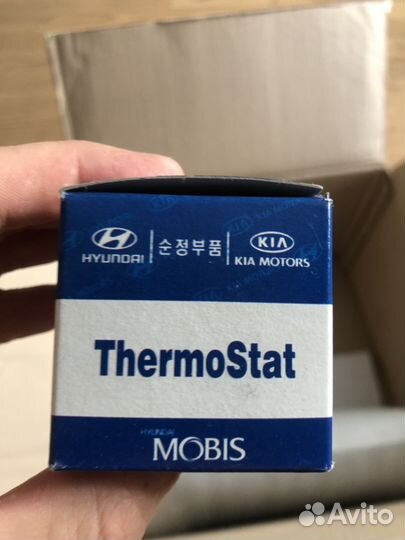 HYUNDAI | 순정부품 | KIA KIA MOTORS
ThermoStat
HYUNDAI
MOBIS
Avito